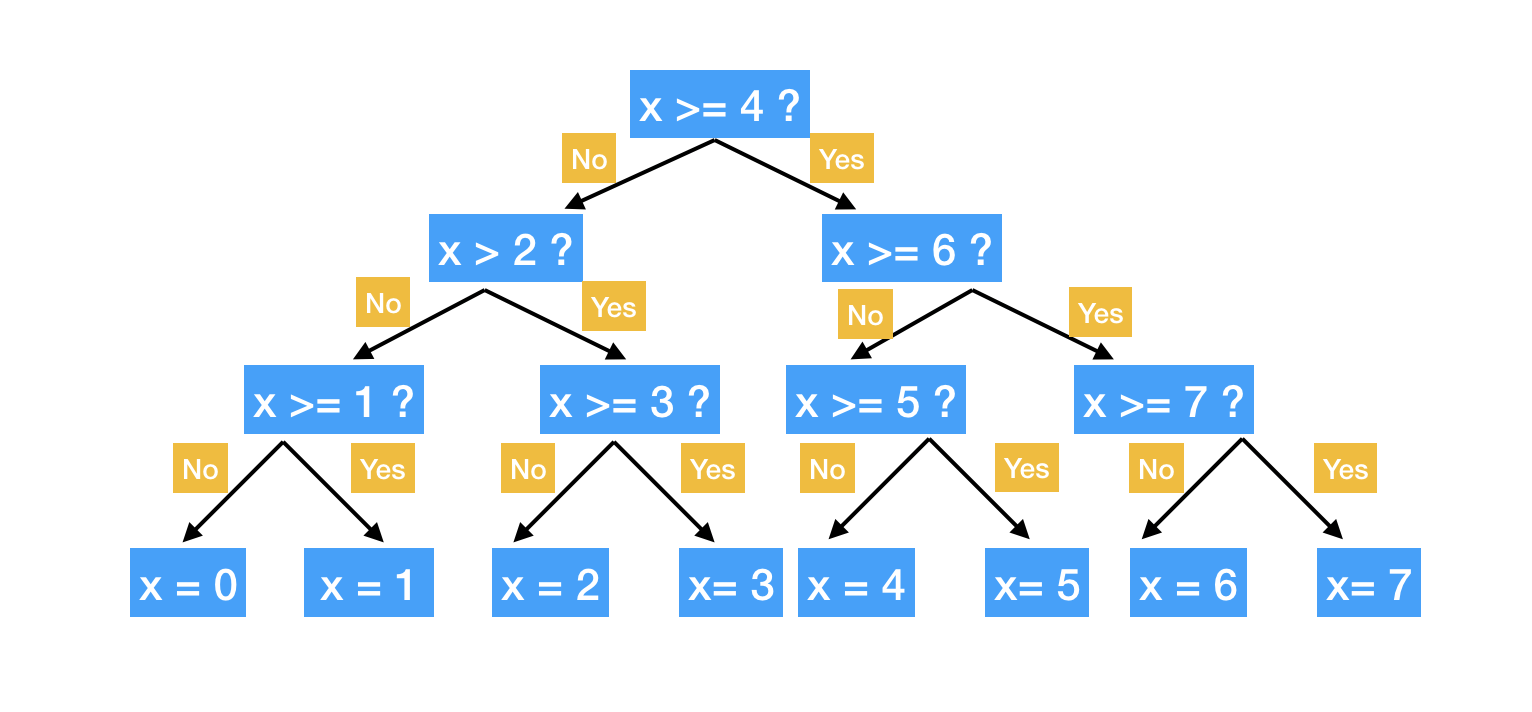 x >= 4 ?
No
Yes
x > 2 ?
x >= 6 ?
No
Yes
No
Yes
x >= 1 ?
x >= 3 ?
x >= 5 ?
x >= 7 ?
No
Yes
No
Yes
No
Yes
No
Yes
x = 0
x = 1
x = 2
x= 3
x = 4
x= 5
x = 6
x= 7